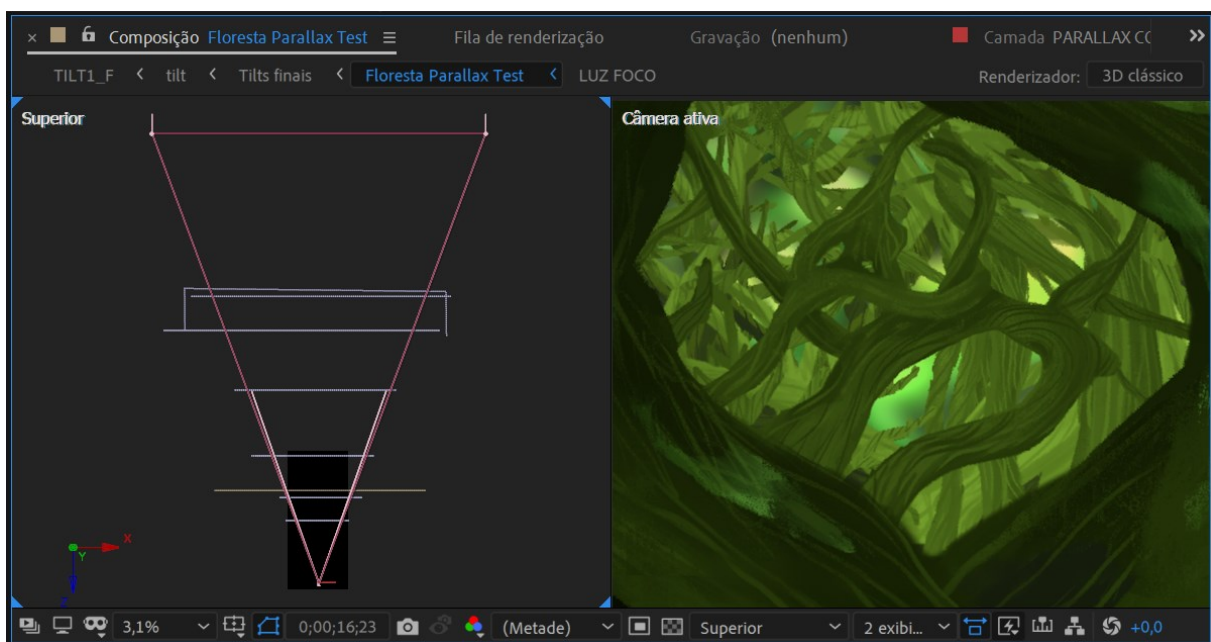 × Composição Floresta Parallax Test ≡ Fila de renderização Gravação (nenhum) Camada PARALLAX CC »
TILT1_F < tilt < Tilts finais < Floresta Parallax Test < LUZ FOCO Renderizador: 3D clássico
Superior
Câmera ativa
X
Y
Z
3,1% 0;00;16;23 (Metade) Superior 2 exibi... +0,0